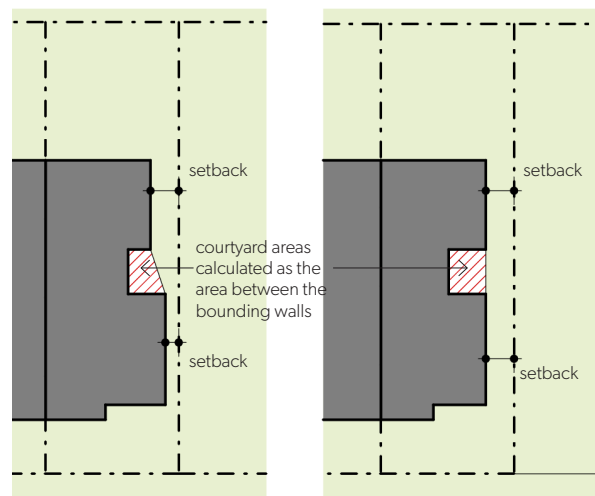 setback
setback
courtyard areas
calculated as the
area between the
bounding walls
setback
setback